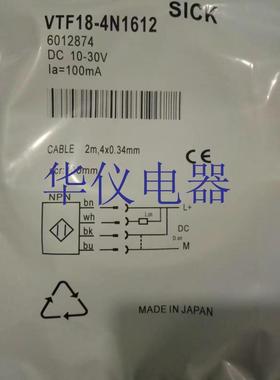 SICK
VTF18-4N1612
6012874
DC 10-30V
Ia=100mA
CABLE 2m,4x0.34mm
华仪电器
NPN
bn
wh
bk
bu
L+
DC
M
MADE IN JAPAN